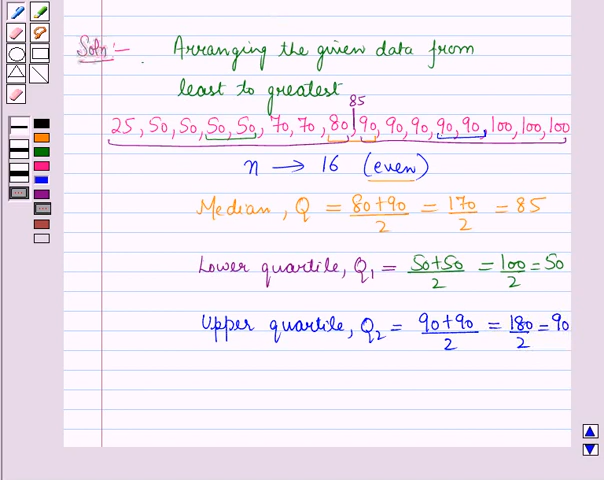 Soln:- Arranging the given data from
least to greatest
85
25, 50, 50, 50, 50, 70, 70, 80, 90, 90, 90, 90, 90, 100, 100, 100
n → 16 (even)
Median, Q = 80+90/2 = 170/2 = 85
Lower quartile, Q1 = 50+50/2 = 100/2 = 50
Upper quartile, Q2 = 90+90/2 = 180/2 = 90